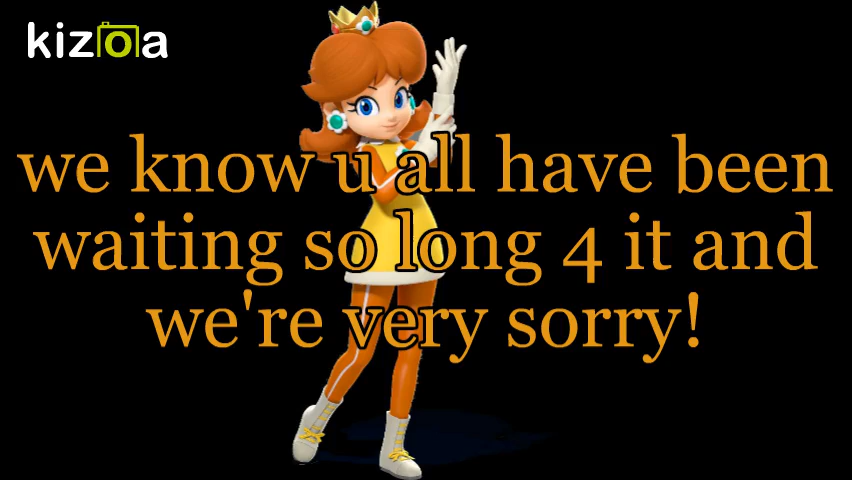 kizoa
we know u all have been
waiting so long 4 it and
we're very sorry!